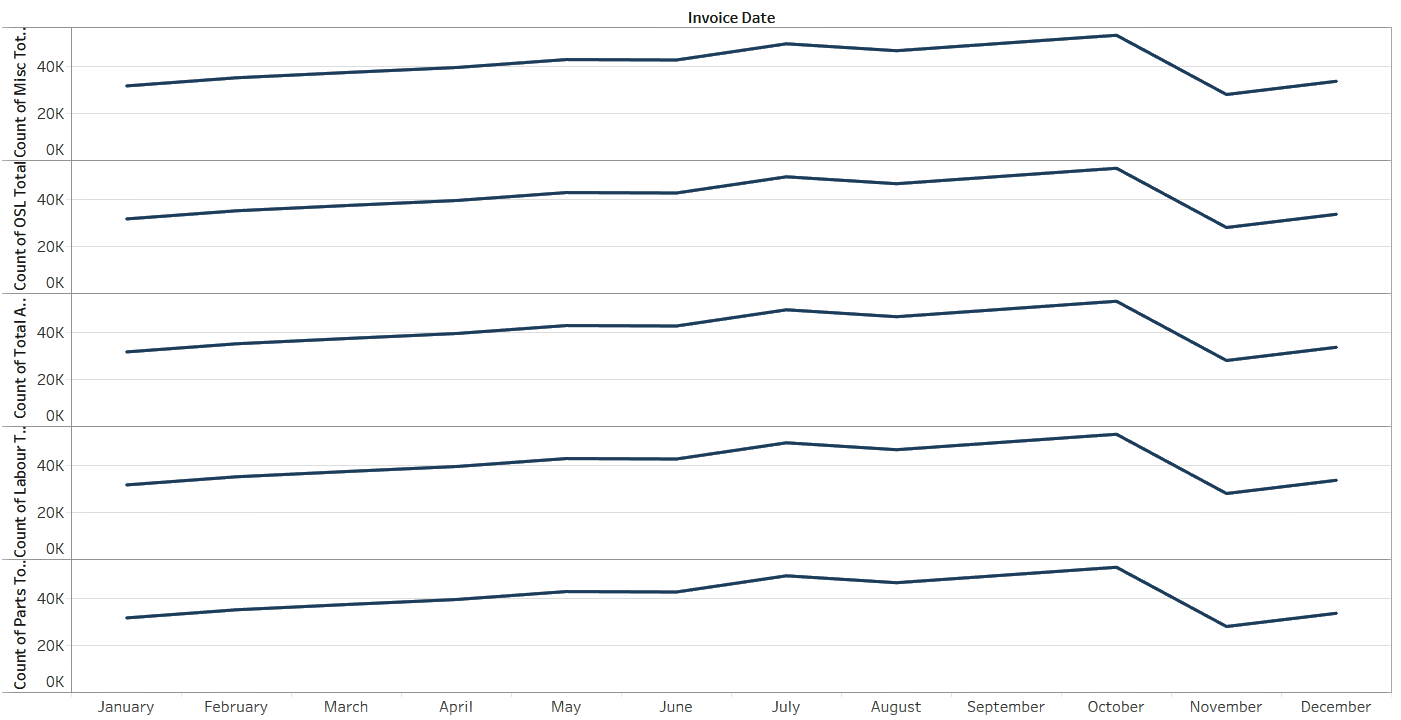 Invoice Date
Count of Misc Tot..
40K
20K
0K
Count of OSL Total
40K
20K
0K
Count of Total A..
40K
20K
0K
Count of Labour T..
40K
20K
0K
Count of Parts To..
40K
20K
0K
January February March April May June July August September October November December